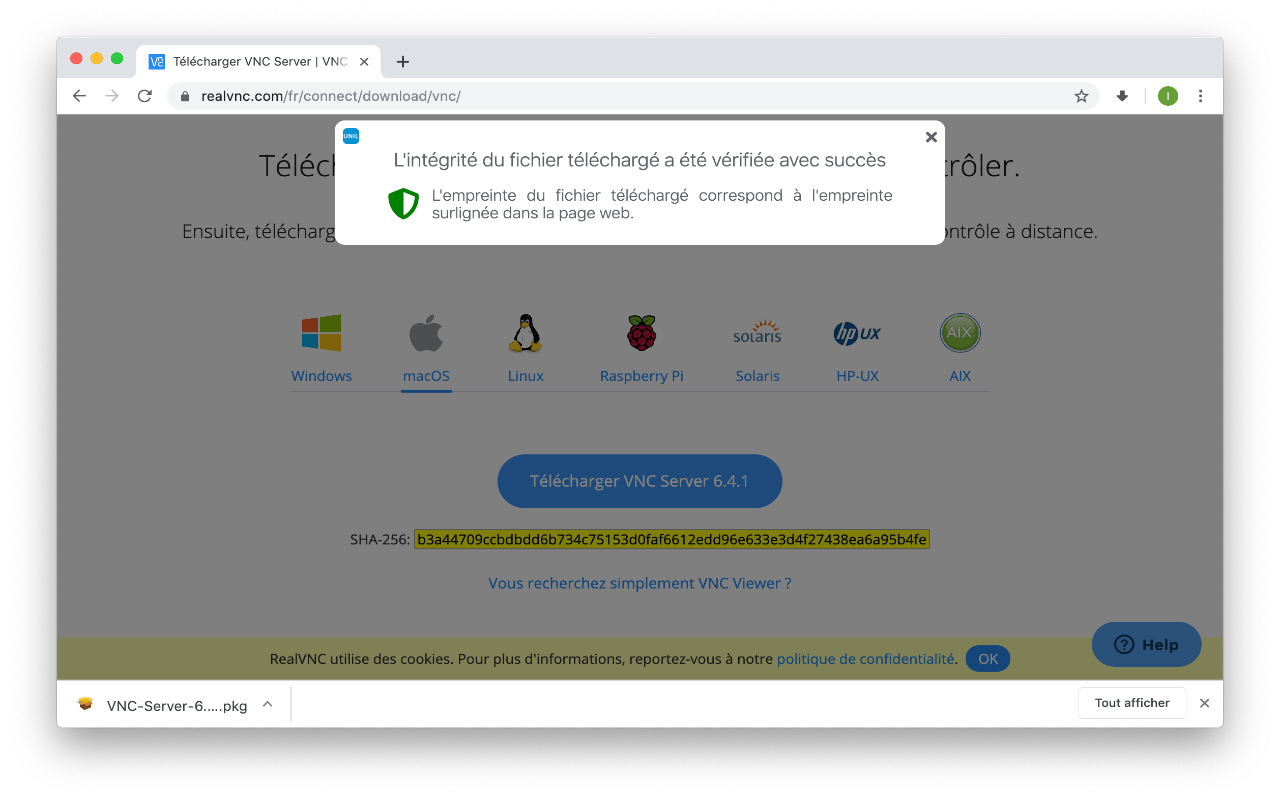 Télécharger VNC Server | VNC
realvnc.com/fr/connect/download/vnc/
I
UNIL
L'intégrité du fichier téléchargé a été vérifiée avec succès
L'empreinte du fichier téléchargé correspond à l'empreinte
surlignée dans la page web.
trôler.
Ensuite, télécharg ntrôle à distance.
solaris
hp UX
AIX
Windows macOS Linux Raspberry Pi Solaris HP-UX AIX
Télécharger VNC Server 6.4.1
SHA-256: b3a44709ccbdbdd6b734c75153d0faf6612edd96e633e3d4f27438ea6a95b4fe
Vous recherchez simplement VNC Viewer ?
RealVNC utilise des cookies. Pour plus d'informations, reportez-vous à notre politique de confidentialité. OK
? Help
VNC-Server-6.....pkg
Tout afficher